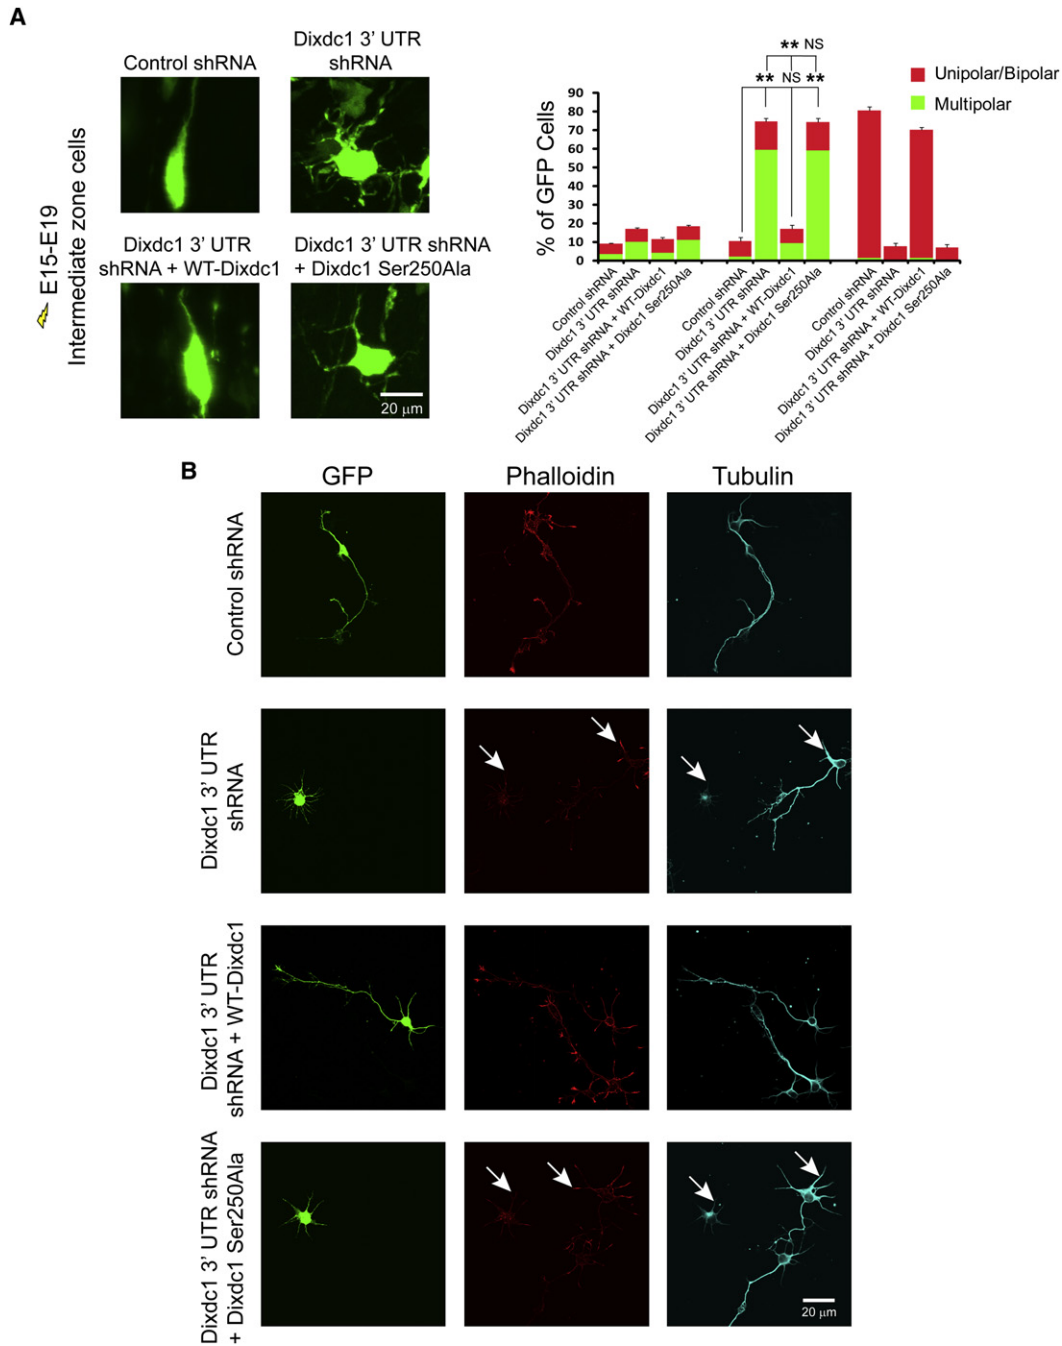 A
Control shRNA
Dixdc1 3' UTR
shRNA
Dixdc1 3' UTR
shRNA + WT-Dixdc1
Dixdc1 3' UTR shRNA
+ Dixdc1 Ser250Ala
20 μm
E15-E19
Intermediate zone cells
** NS
** NS **
Unipolar/Bipolar
Multipolar
% of GFP Cells
90
80
70
60
50
40
30
20
10
0
Control shRNA
Dixdc1 3' UTR shRNA
Dixdc1 3' UTR shRNA + WT-Dixdc1
Dixdc1 3' UTR shRNA + Dixdc1 Ser250Ala
Control shRNA
Dixdc1 3' UTR shRNA
Dixdc1 3' UTR shRNA + WT-Dixdc1
Dixdc1 3' UTR shRNA + Dixdc1 Ser250Ala
Control shRNA
Dixdc1 3' UTR shRNA
Dixdc1 3' UTR shRNA + WT-Dixdc1
Dixdc1 3' UTR shRNA + Dixdc1 Ser250Ala
B
GFP
Phalloidin
Tubulin
Control shRNA
Dixdc1 3' UTR
shRNA
Dixdc1 3' UTR
shRNA + WT-Dixdc1
Dixdc1 3' UTR shRNA
+ Dixdc1 Ser250Ala
20 μm